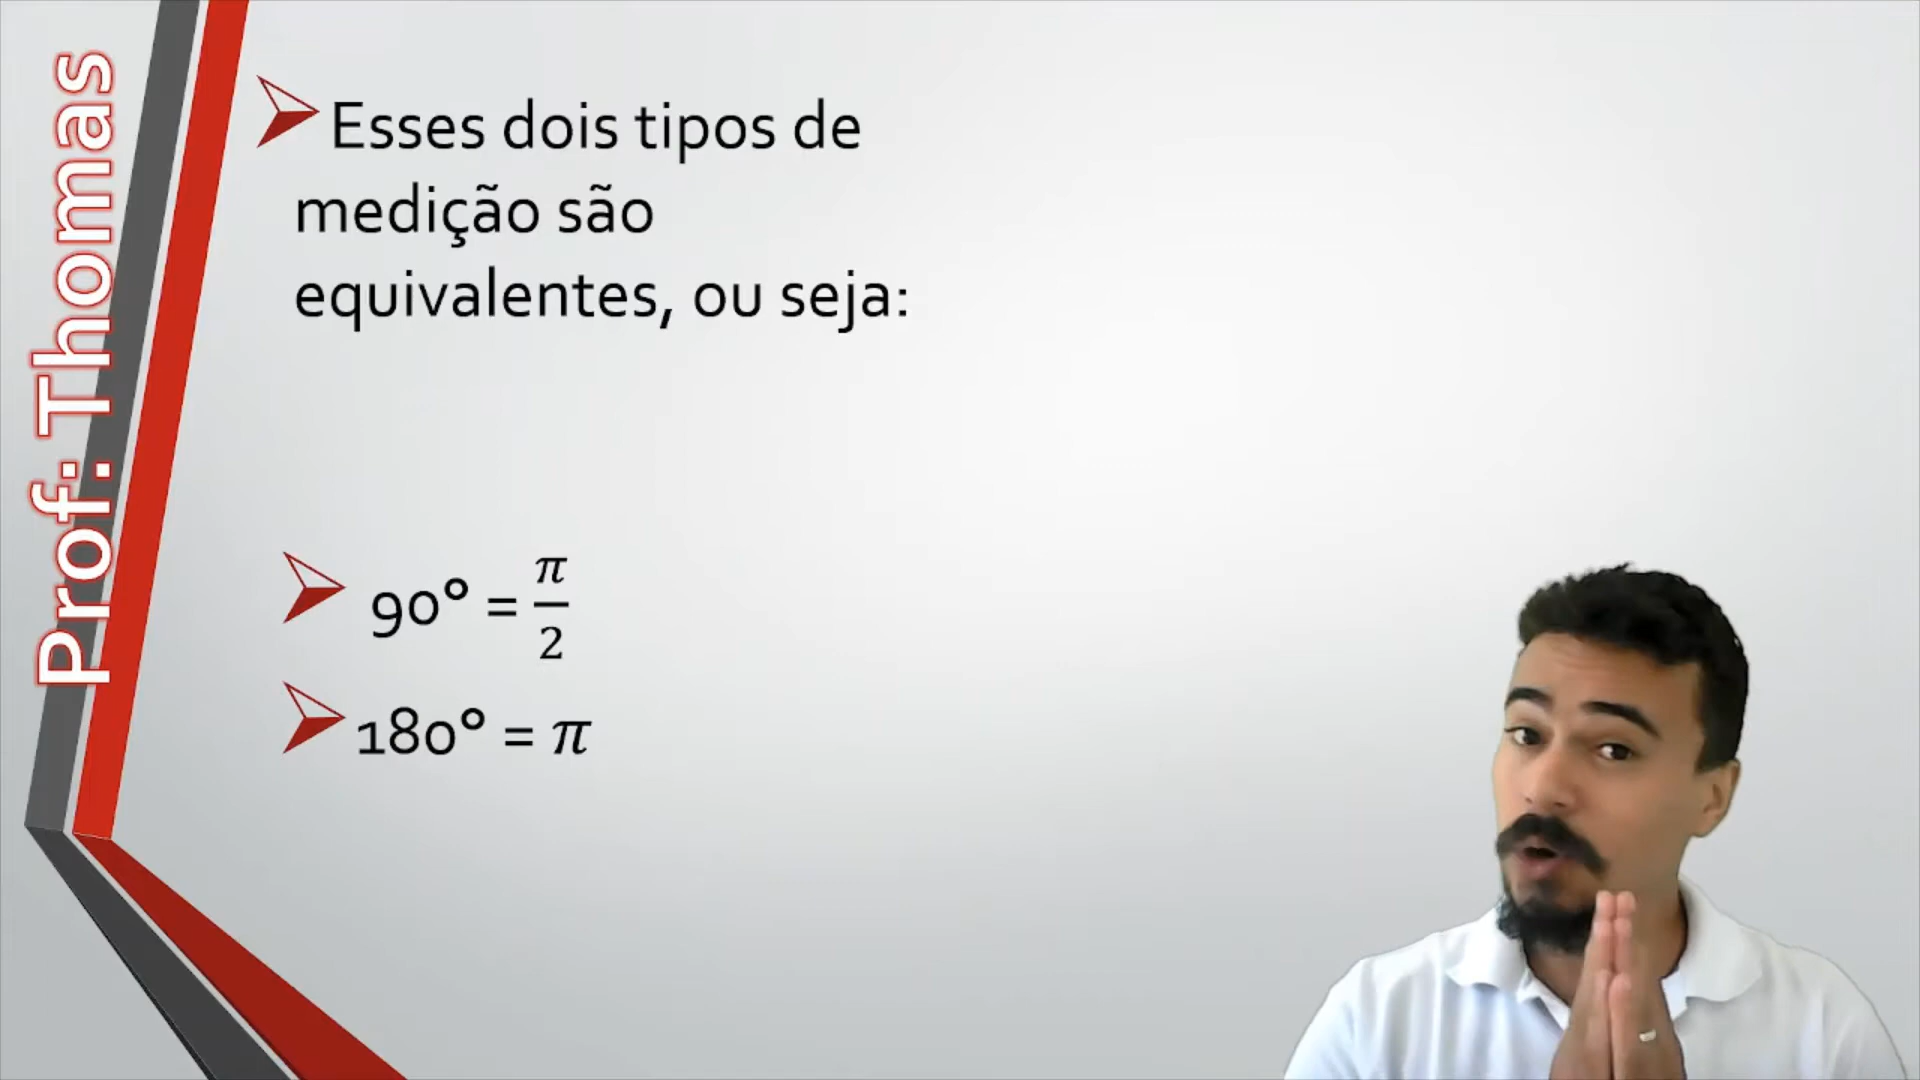 Prof: Thomas
Esses dois tipos de
medição são
equivalentes, ou seja:
90° = π/2
180° = π